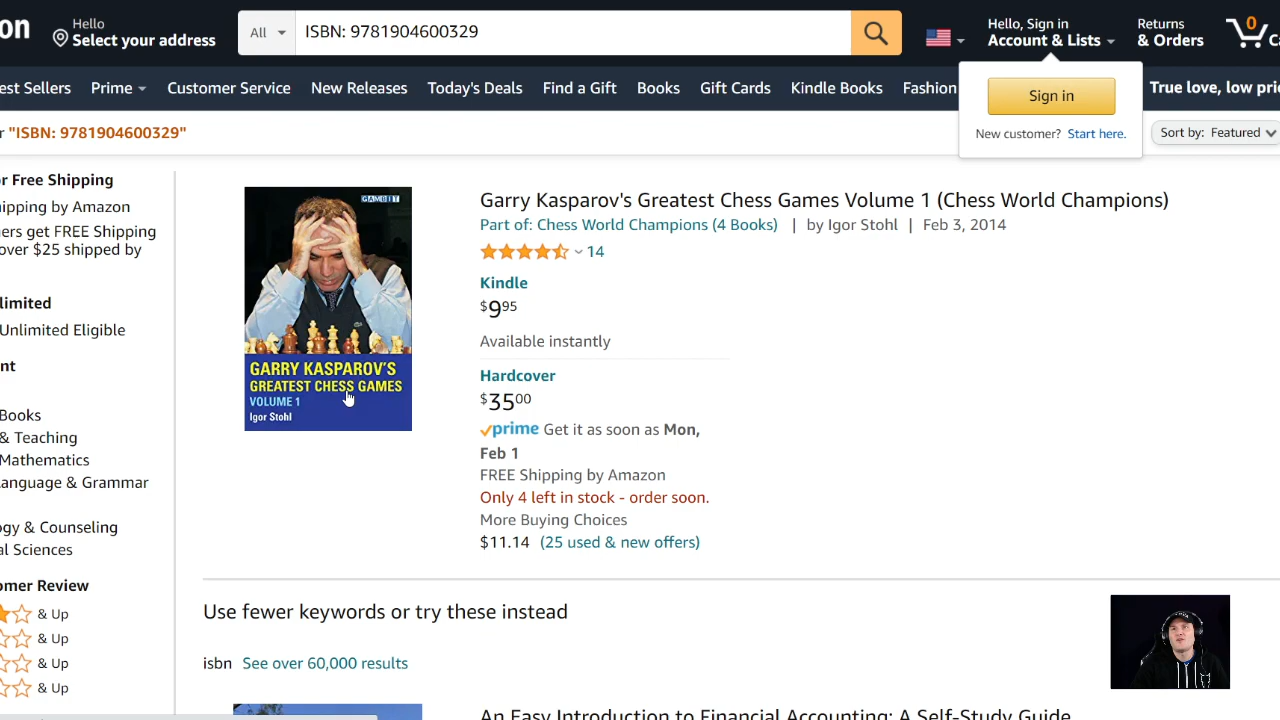 on
Hello
Select your address
All
ISBN: 9781904600329
Hello, Sign in
Account & Lists
Returns
& Orders
0
C
est Sellers
Prime
Customer Service
New Releases
Today's Deals
Find a Gift
Books
Gift Cards
Kindle Books
Fashion
True love, low pri
Sign in
New customer? Start here.
r "ISBN: 9781904600329"
Sort by: Featured
r Free Shipping
ipping by Amazon
ers get FREE Shipping
over $25 shipped by
limited
Unlimited Eligible
nt
Books
& Teaching
Mathematics
anguage & Grammar
ogy & Counseling
al Sciences
omer Review
& Up
& Up
& Up
& Up
GAMBIT
GARRY KASPAROV'S
GREATEST CHESS GAMES
VOLUME 1
Igor Stohl
Garry Kasparov's Greatest Chess Games Volume 1 (Chess World Champions)
Part of: Chess World Champions (4 Books) | by Igor Stohl | Feb 3, 2014
14
Kindle
$995
Available instantly
Hardcover
$3500
prime Get it as soon as Mon,
Feb 1
FREE Shipping by Amazon
Only 4 left in stock - order soon.
More Buying Choices
$11.14 (25 used & new offers)
Use fewer keywords or try these instead
isbn See over 60,000 results
An Easy Introduction to Financial Accounting: A Self-Study Guide